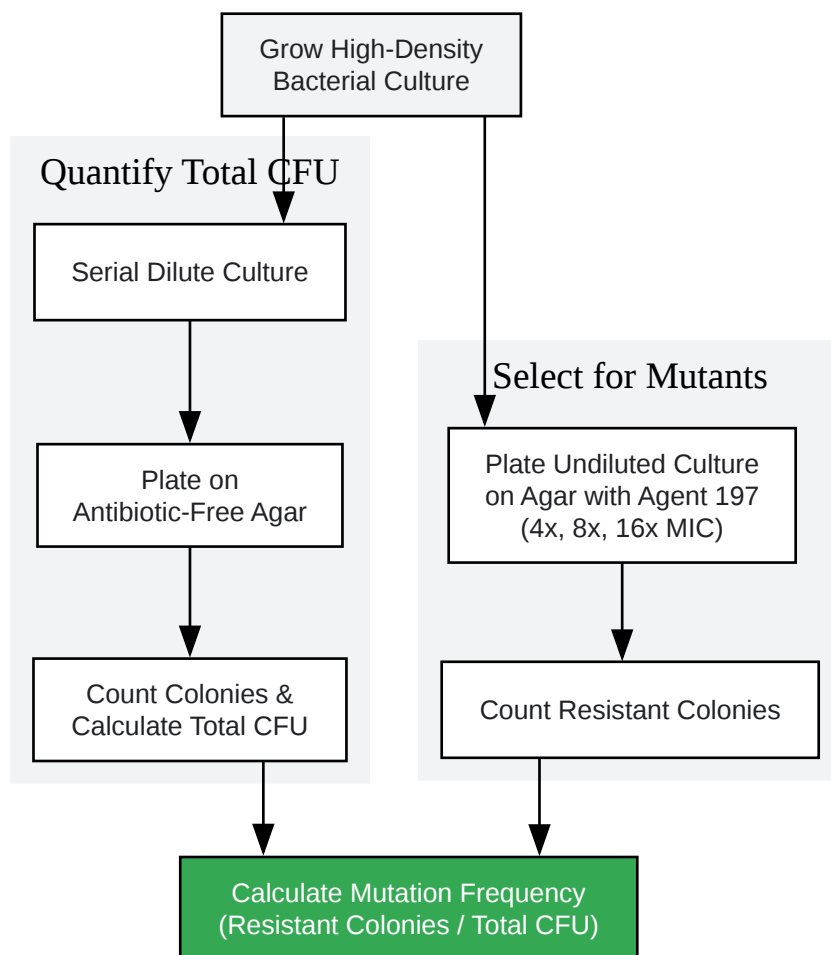 Grow High-Density
Bacterial Culture
Quantify Total CFU
Serial Dilute Culture
Plate on
Antibiotic-Free Agar
Count Colonies &
Calculate Total CFU
Select for Mutants
Plate Undiluted Culture
on Agar with Agent 197
(4x, 8x, 16x MIC)
Count Resistant Colonies
Calculate Mutation Frequency
(Resistant Colonies / Total CFU)